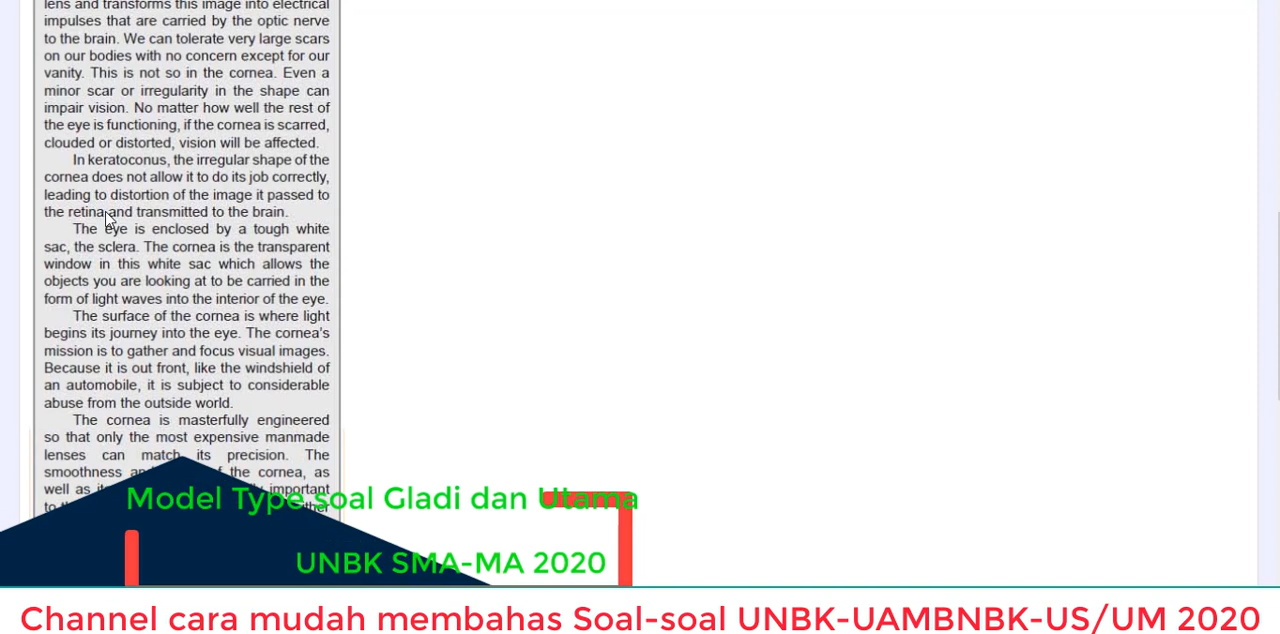 lens and transforms this image into electrical
impulses that are carried by the optic nerve
to the brain. We can tolerate very large scars
on our bodies with no concern except for our
vanity. This is not so in the cornea. Even a
minor scar or irregularity in the shape can
impair vision. No matter how well the rest of
the eye is functioning, if the cornea is scarred,
clouded or distorted, vision will be affected.
In keratoconus, the irregular shape of the
cornea does not allow it to do its job correctly,
leading to distortion of the image it passed to
the retina and transmitted to the brain.
The eye is enclosed by a tough white
sac, the sclera. The cornea is the transparent
window in this white sac which allows the
objects you are looking at to be carried in the
form of light waves into the interior of the eye.
The surface of the cornea is where light
begins its journey into the eye. The cornea's
mission is to gather and focus visual images.
Because it is out front, like the windshield of
an automobile, it is subject to considerable
abuse from the outside world.
The cornea is masterfully engineered
so that only the most expensive manmade
lenses can match its precision. The
smoothness the cornea, as
well as important
Model Type soal Gladi dan Utama
UNBK SMA-MA 2020
Channel cara mudah membahas Soal-soal UNBK-UAMBNBK-US/UM 2020